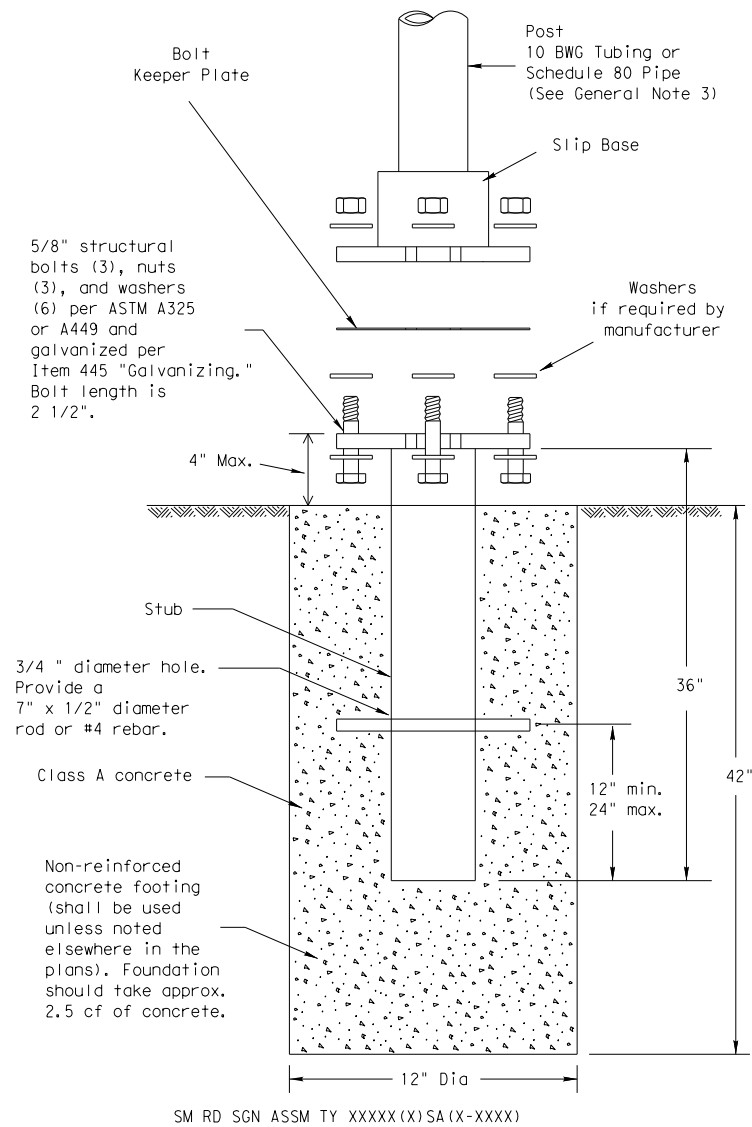 Bolt
Keeper Plate
Post
10 BWG Tubing or
Schedule 80 Pipe
(See General Note 3)
Slip Base
5/8" structural
bolts (3), nuts
(3), and washers
(6) per ASTM A325
or A449 and
galvanized per
Item 445 "Galvanizing."
Bolt length is
2 1/2".
Washers
if required by
manufacturer
4" Max.
Stub
3/4 " diameter hole.
Provide a
7" x 1/2" diameter
rod or #4 rebar.
36"
Class A concrete
12" min.
24" max.
42"
Non-reinforced
concrete footing
(shall be used
unless noted
elsewhere in the
plans). Foundation
should take approx.
2.5 cf of concrete.
12" Dia
SM RD SGN ASSM TY XXXXX(X)SA(X-XXXX)